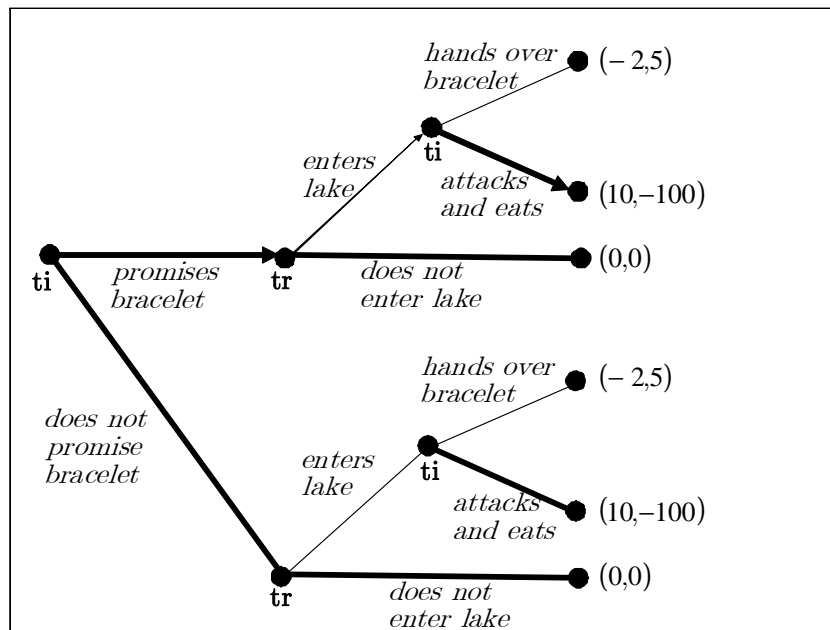 hands over
bracelet
(− 2,5)
ti
enters
lake
attacks
and eats
(10,−100)
ti
promises
bracelet
tr
does not
enter lake
(0,0)
hands over
bracelet
(− 2,5)
does not
promise
bracelet
enters
lake
ti
attacks
and eats
(10,−100)
tr
does not
enter lake
(0,0)